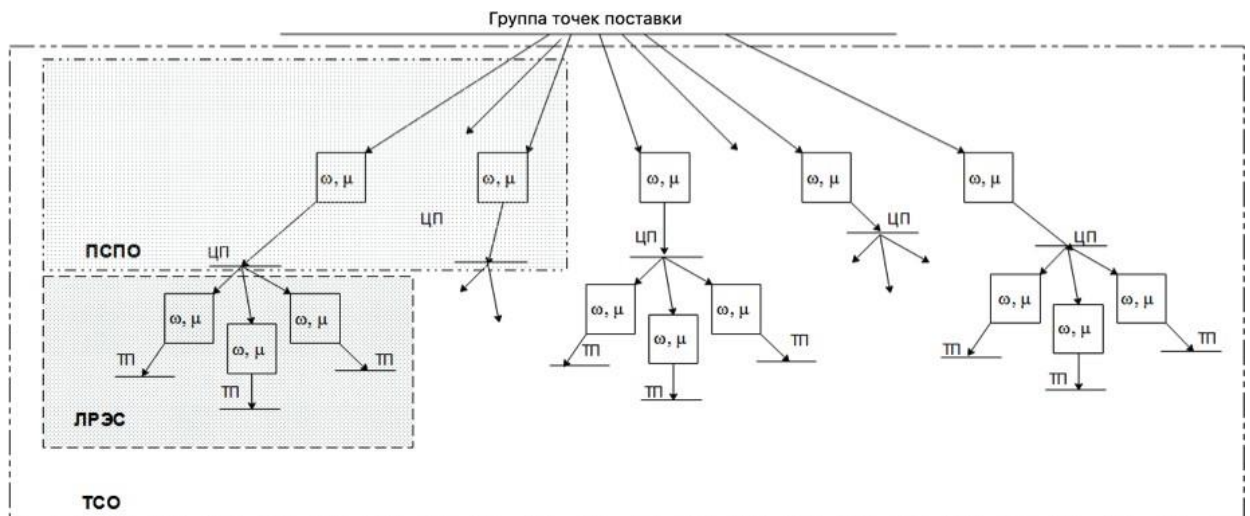 Группа точек поставки
ω, μ
ω, μ
ω, μ
ω, μ
ω, μ
ЦП
ЦП
ЦП
ЦП
ЦП
ПСПО
ω, μ
ω, μ
ω, μ
ω, μ
ω, μ
ω, μ
ω, μ
ω, μ
ω, μ
ТП
ТП
ТП
ТП
ТП
ТП
ТП
ТП
ТП
ЛРЭС
ТСО